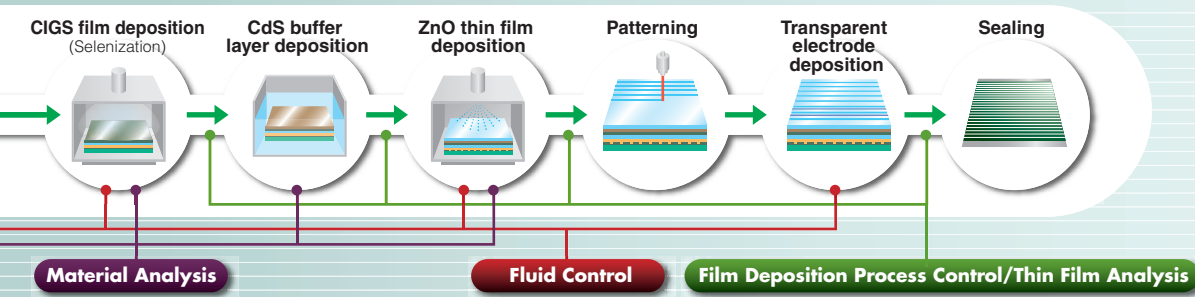 CIGS film deposition
(Selenization)
CdS buffer
layer deposition
ZnO thin film
deposition
Patterning
Transparent
electrode
deposition
Sealing
Material Analysis
Fluid Control
Film Deposition Process Control/Thin Film Analysis